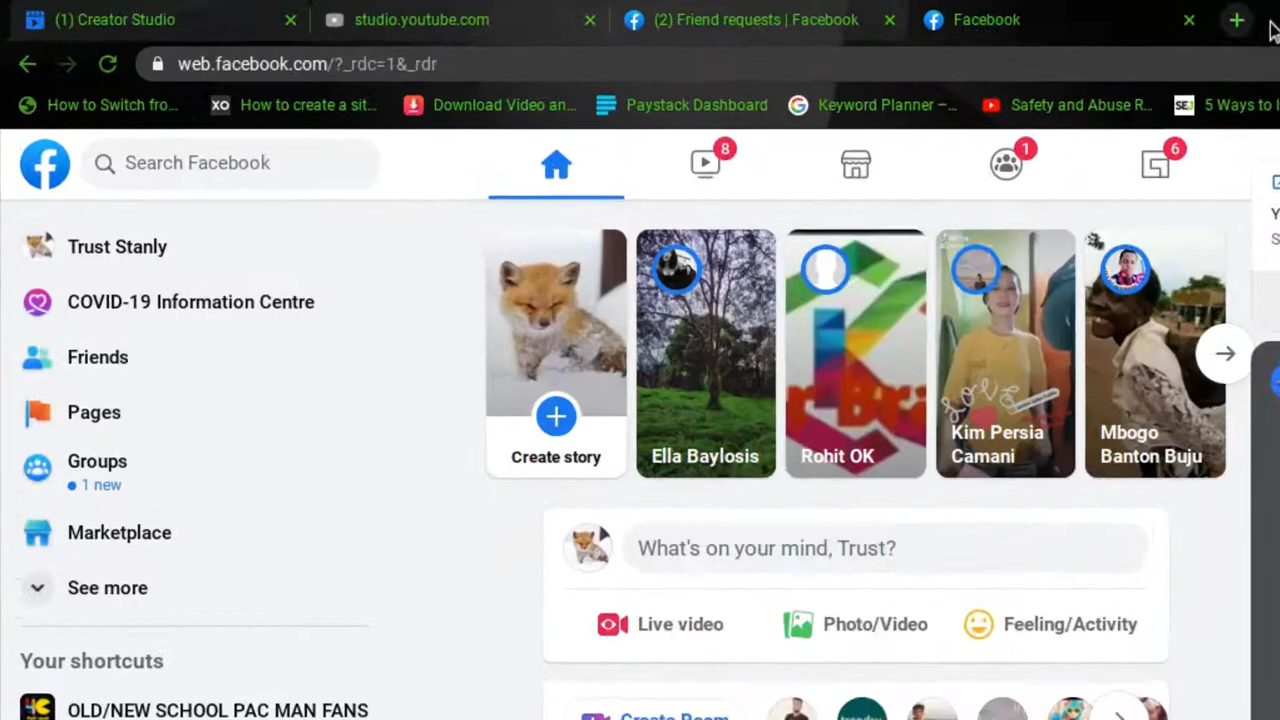 (1) Creator Studio
studio.youtube.com
(2) Friend requests | Facebook
Facebook
web.facebook.com/?_rdc=1&_rdr
How to Switch fro...
XO How to create a sit...
Download Video an...
Paystack Dashboard
Keyword Planner –...
Safety and Abuse R...
SEJ 5 Ways to I
Search Facebook
8
1
6
Trust Stanly
COVID-19 Information Centre
Friends
Pages
Groups
1 new
Marketplace
See more
Your shortcuts
OLD/NEW SCHOOL PAC MAN FANS
Create story
Ella Baylosis
Rohit OK
Kim Persia
Camani
Mbogo
Banton Buju
What's on your mind, Trust?
Live video
Photo/Video
Feeling/Activity
Create Room